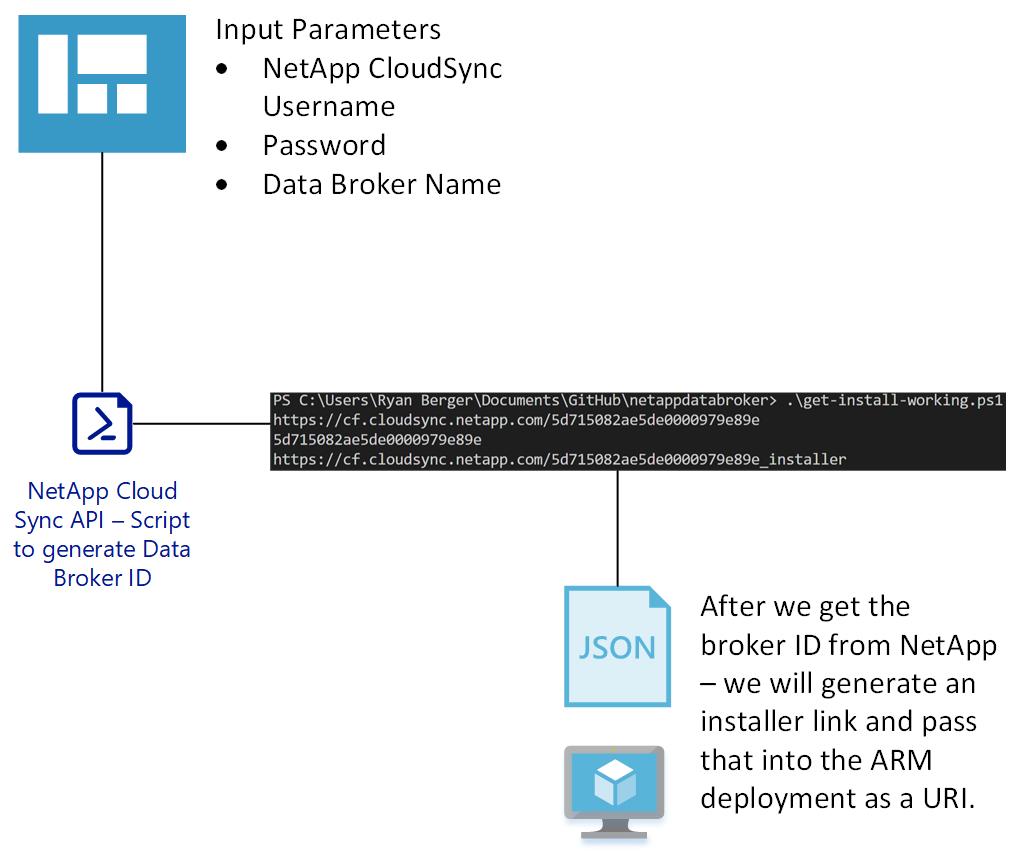 Input Parameters
• NetApp CloudSync
Username
• Password
• Data Broker Name
PS C:\Users\Ryan Berger\Documents\GitHub\netappdatabroker> .\get-install-working.ps1
https://cf.cloudsync.netapp.com/5d715082ae5de0000979e89e
5d715082ae5de0000979e89e
https://cf.cloudsync.netapp.com/5d715082ae5de0000979e89e_installer
NetApp Cloud
Sync API – Script
to generate Data
Broker ID
JSON
After we get the
broker ID from NetApp
– we will generate an
installer link and pass
that into the ARM
deployment as a URI.